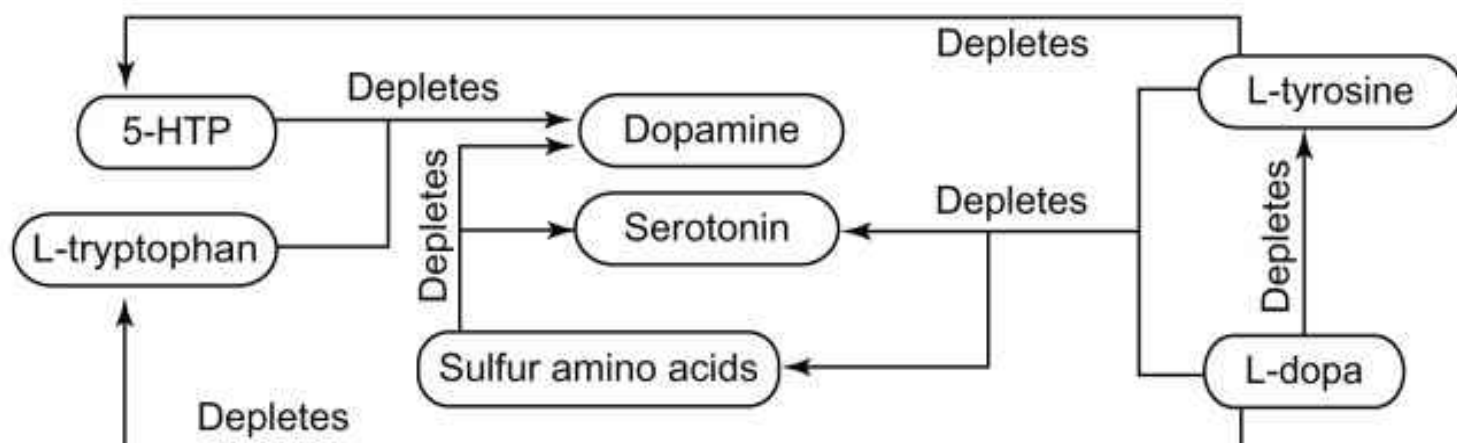 Depletes
L-tyrosine
Depletes
5-HTP
Dopamine
Depletes
L-tryptophan
Serotonin
Depletes
Depletes
Sulfur amino acids
L-dopa
Depletes